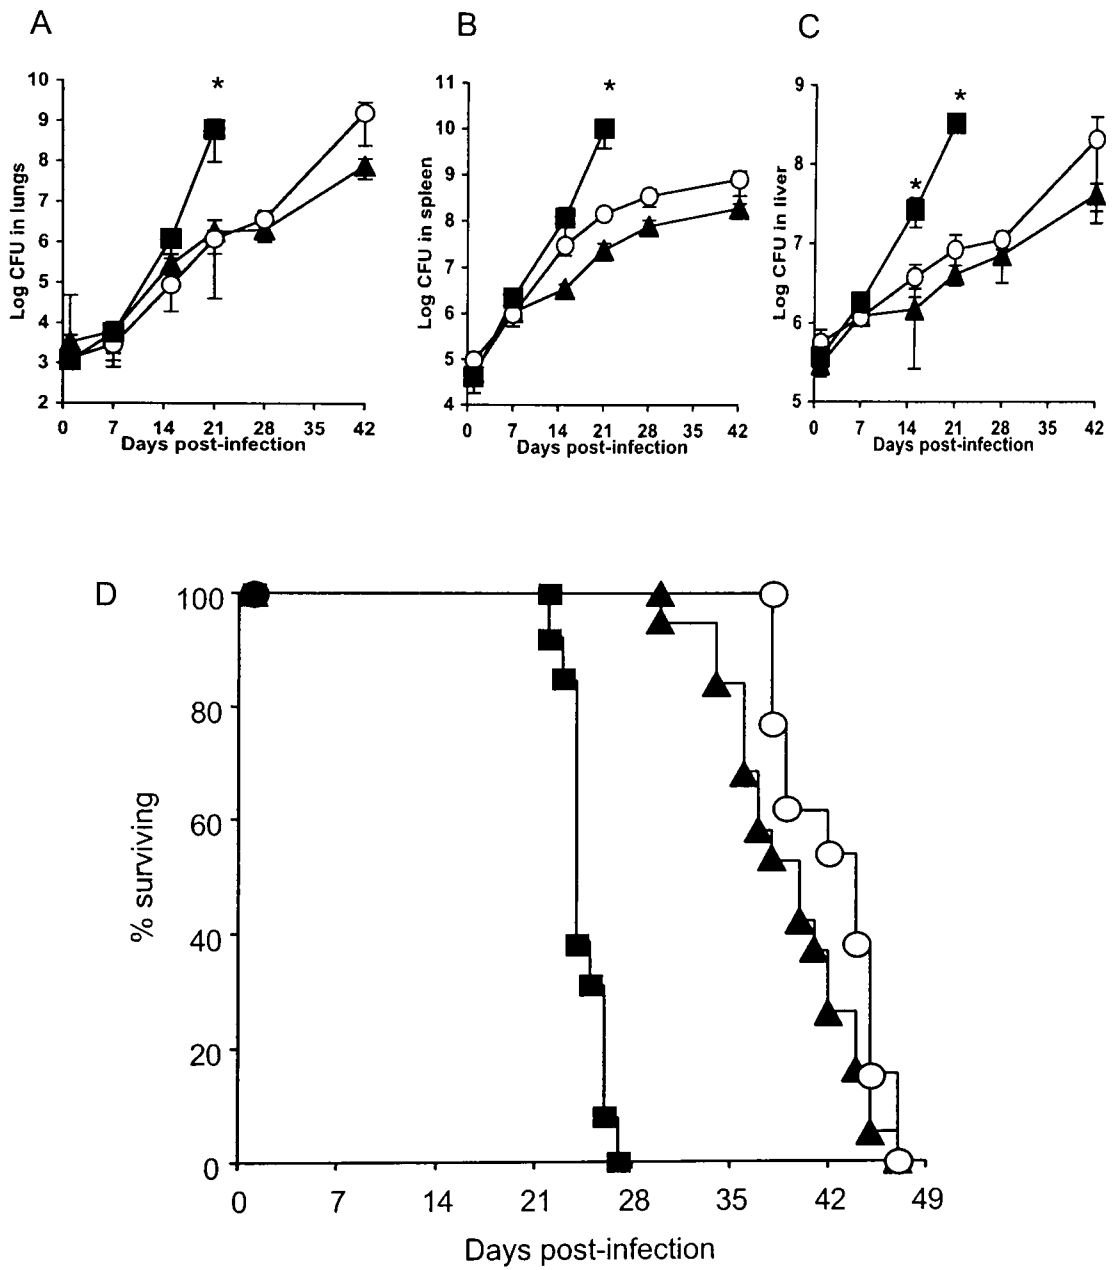 A
B
C
*
*
*
*
Log CFU in lungs
10
9
8
7
6
5
4
3
2
0 7 14 21 28 35 42
Days post-infection
Log CFU in spleen
11
10
9
8
7
6
5
4
0 7 14 21 28 35 42
Days post-infection
Log CFU in liver
9
8
7
6
5
0 7 14 21 28 35 42
Days post-infection
D
% surviving
100
80
60
40
20
0
0 7 14 21 28 35 42 49
Days post-infection